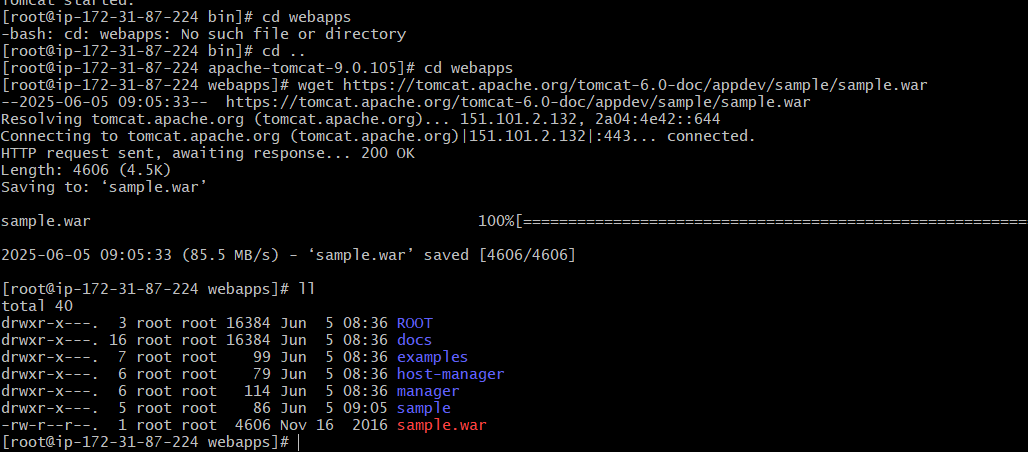 Tomcat started.
[root@ip-172-31-87-224 bin]# cd webapps
-bash: cd: webapps: No such file or directory
[root@ip-172-31-87-224 bin]# cd ..
[root@ip-172-31-87-224 apache-tomcat-9.0.105]# cd webapps
[root@ip-172-31-87-224 webapps]# wget https://tomcat.apache.org/tomcat-6.0-doc/appdev/sample/sample.war
--2025-06-05 09:05:33--  https://tomcat.apache.org/tomcat-6.0-doc/appdev/sample/sample.war
Resolving tomcat.apache.org (tomcat.apache.org)... 151.101.2.132, 2a04:4e42::644
Connecting to tomcat.apache.org (tomcat.apache.org)|151.101.2.132|:443... connected.
HTTP request sent, awaiting response... 200 OK
Length: 4606 (4.5K)
Saving to: ‘sample.war’
sample.war                                           100%[========================================================
2025-06-05 09:05:33 (85.5 MB/s) - ‘sample.war’ saved [4606/4606]
[root@ip-172-31-87-224 webapps]# ll
total 40
drwxr-x---.  3 root root 16384 Jun  5 08:36 ROOT
drwxr-x---. 16 root root 16384 Jun  5 08:36 docs
drwxr-x---.  7 root root    99 Jun  5 08:36 examples
drwxr-x---.  6 root root    79 Jun  5 08:36 host-manager
drwxr-x---.  6 root root   114 Jun  5 08:36 manager
drwxr-x---.  5 root root    86 Jun  5 09:05 sample
-rw-r--r--.  1 root root  4606 Nov 16  2016 sample.war
[root@ip-172-31-87-224 webapps]#